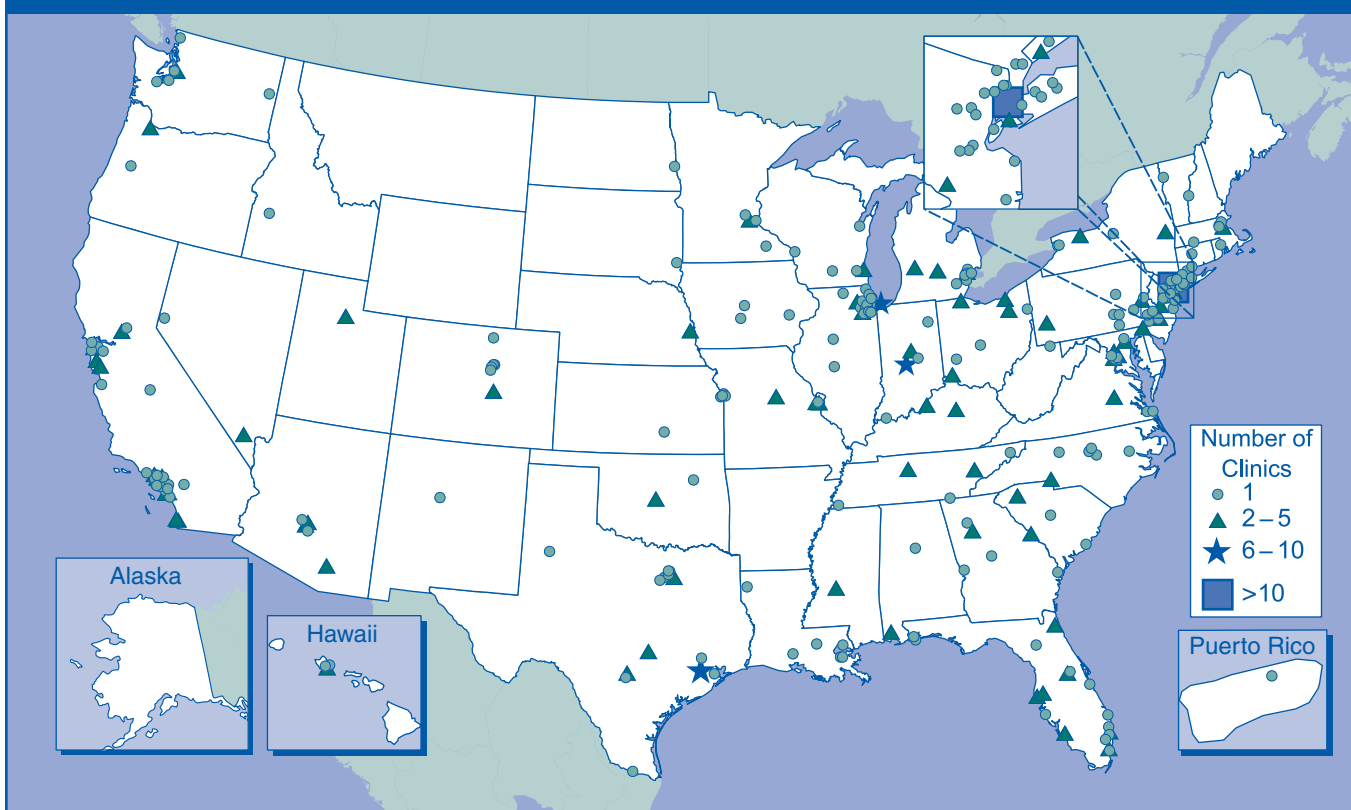 Number of
Clinics
1
2–5
6–10
>10
Alaska
Hawaii
Puerto Rico